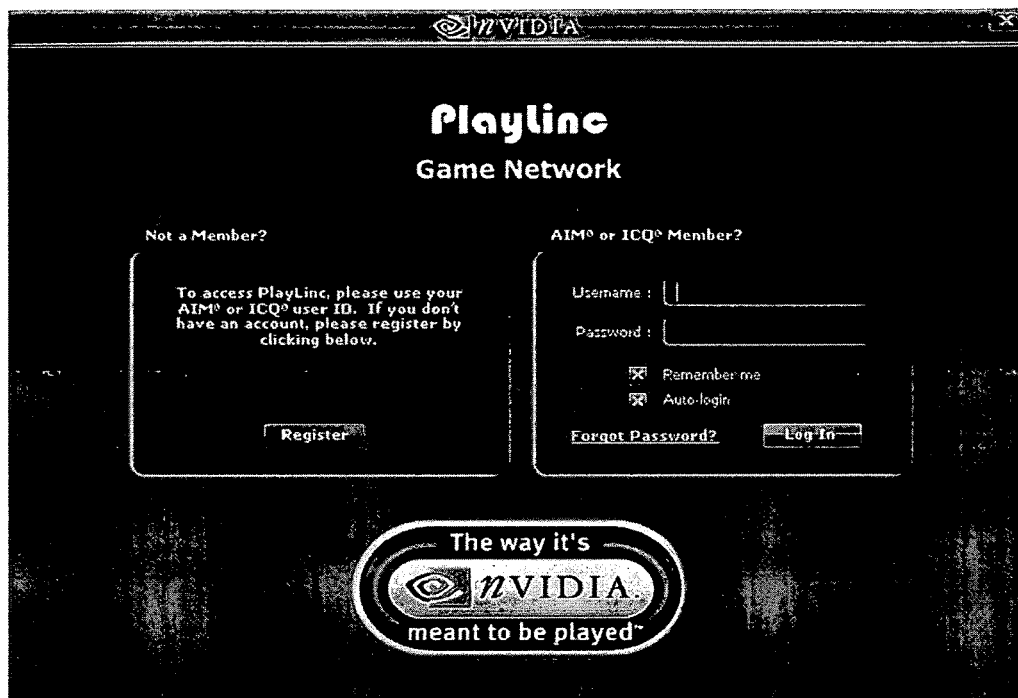 nVIDIA
PlayLinc
Game Network
Not a Member?
To access PlayLinc, please use your
AIM® or ICQ® user ID. If you don't
have an account, please register by
clicking below.
Register
AIM® or ICQ® Member?
Username :
Password :
Remember me
Auto-login
Forgot Password?
Log In
The way it's
nVIDIA.
meant to be played™